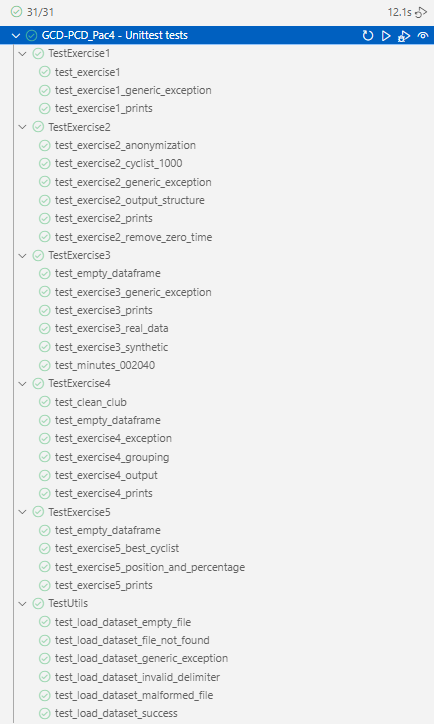 31/31 12.1s
GCD-PCD_Pac4 - Unittest tests
TestExercise1
test_exercise1
test_exercise1_generic_exception
test_exercise1_prints
TestExercise2
test_exercise2_anonymization
test_exercise2_cyclist_1000
test_exercise2_generic_exception
test_exercise2_output_structure
test_exercise2_prints
test_exercise2_remove_zero_time
TestExercise3
test_empty_dataframe
test_exercise3_generic_exception
test_exercise3_prints
test_exercise3_real_data
test_exercise3_synthetic
test_minutes_002040
TestExercise4
test_clean_club
test_empty_dataframe
test_exercise4_exception
test_exercise4_grouping
test_exercise4_output
test_exercise4_prints
TestExercise5
test_empty_dataframe
test_exercise5_best_cyclist
test_exercise5_position_and_percentage
test_exercise5_prints
TestUtils
test_load_dataset_empty_file
test_load_dataset_file_not_found
test_load_dataset_generic_exception
test_load_dataset_invalid_delimiter
test_load_dataset_malformed_file
test_load_dataset_success